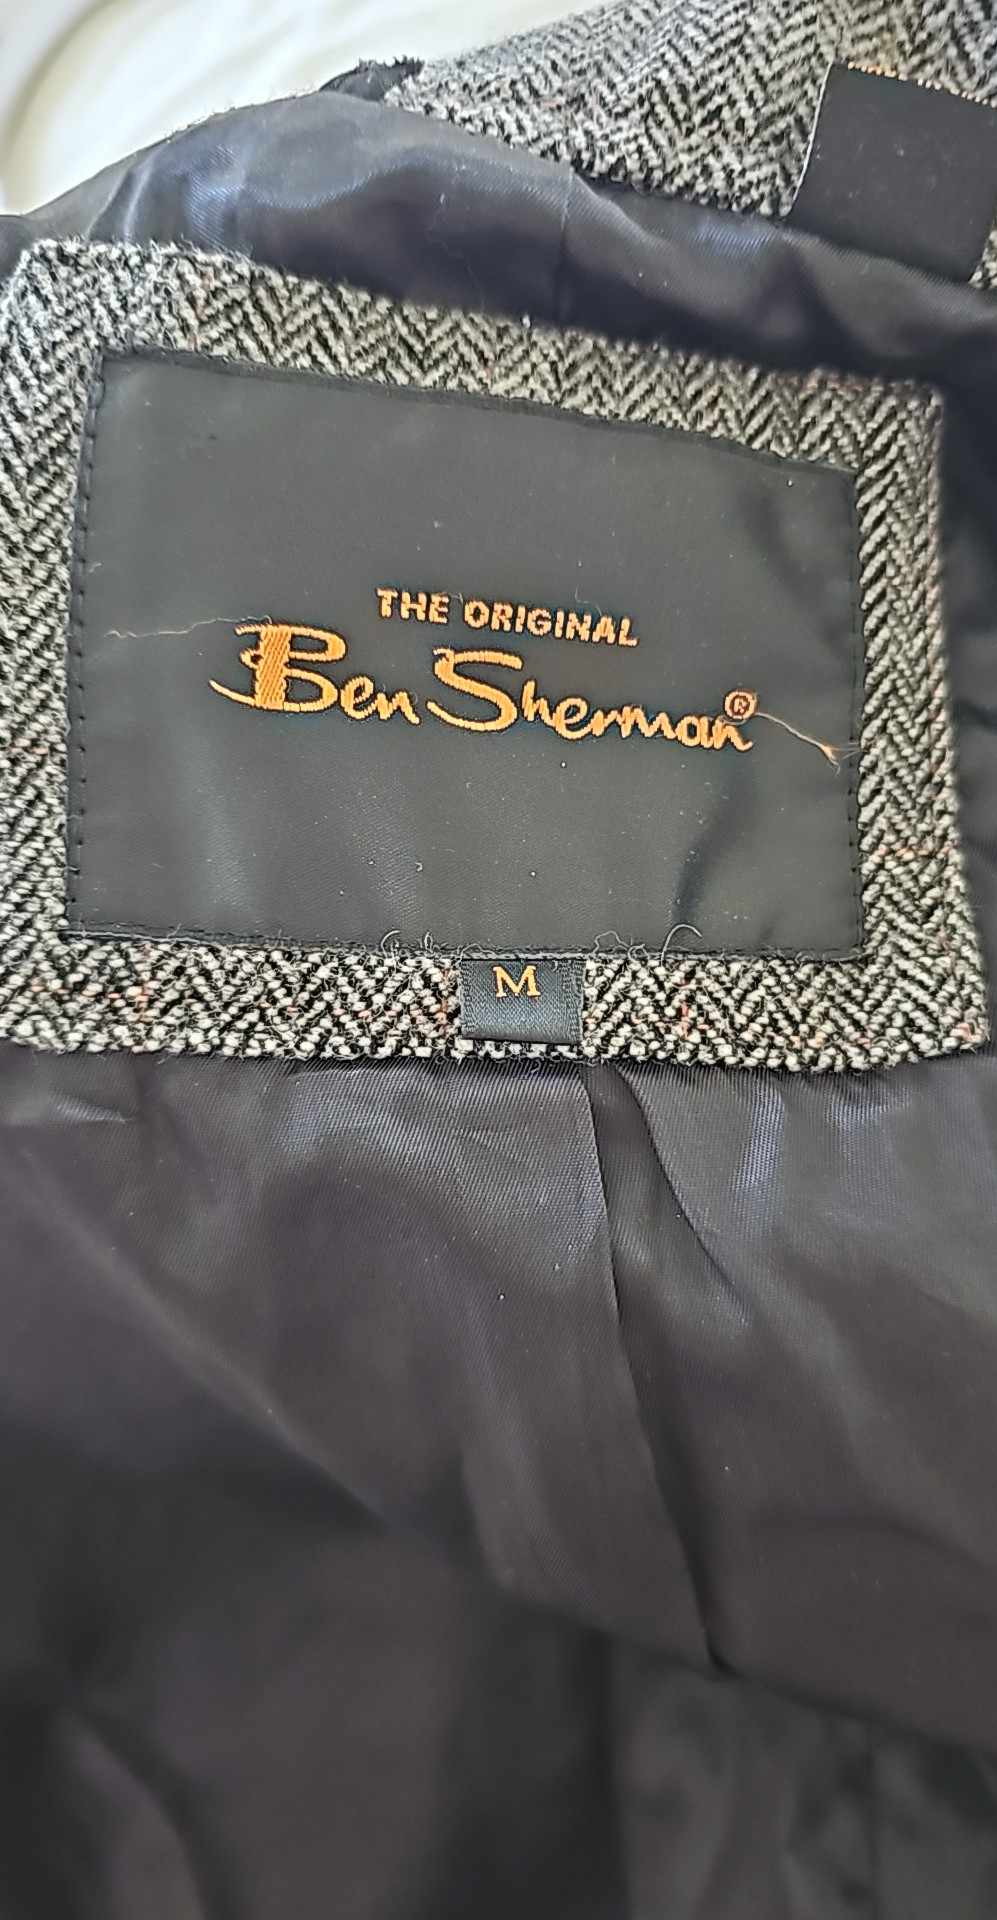 THE ORIGINAL
Ben Sherman®
M